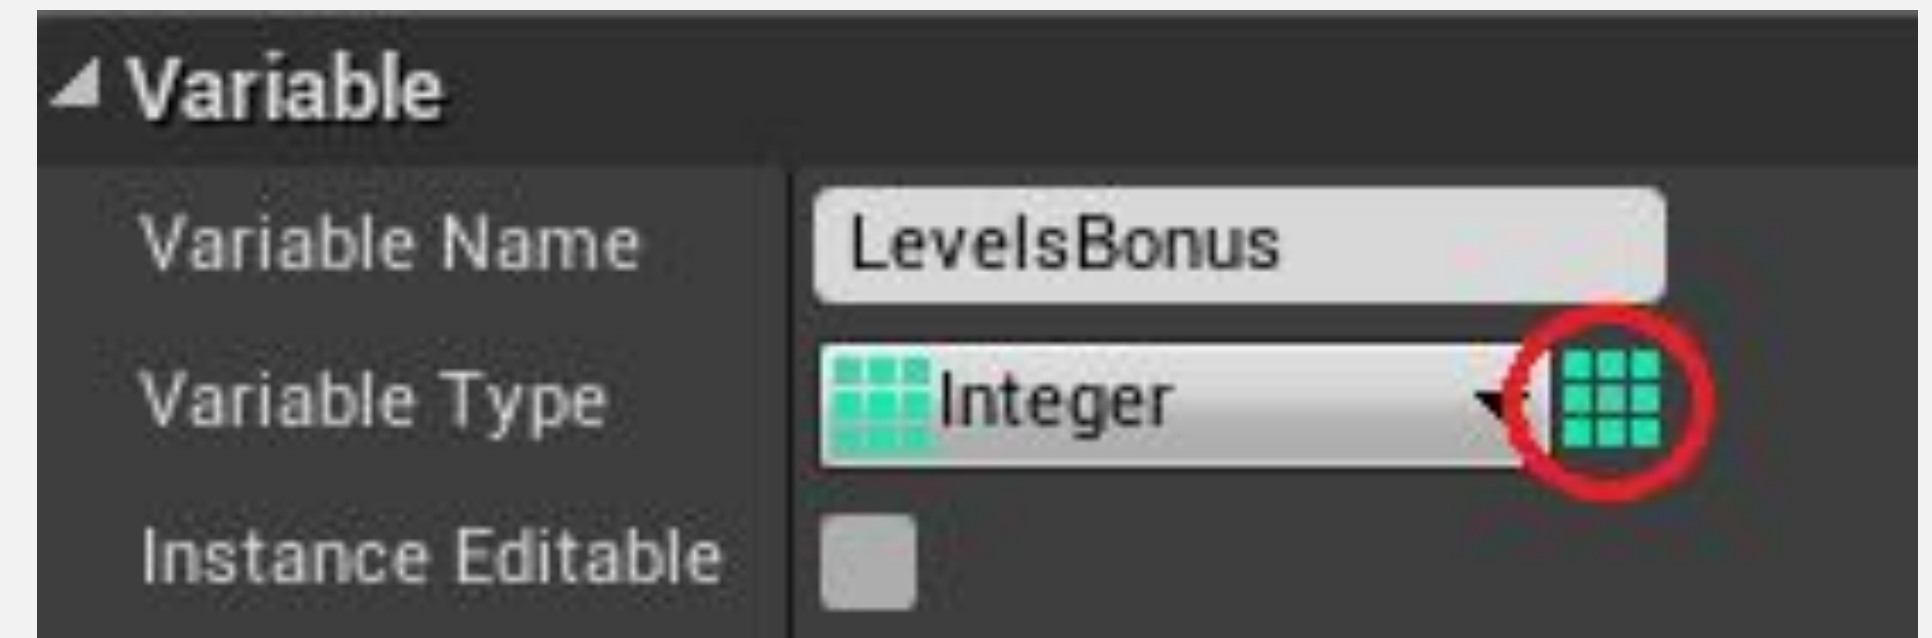 Variable
Variable Name LevelsBonus
Variable Type Integer
Instance Editable